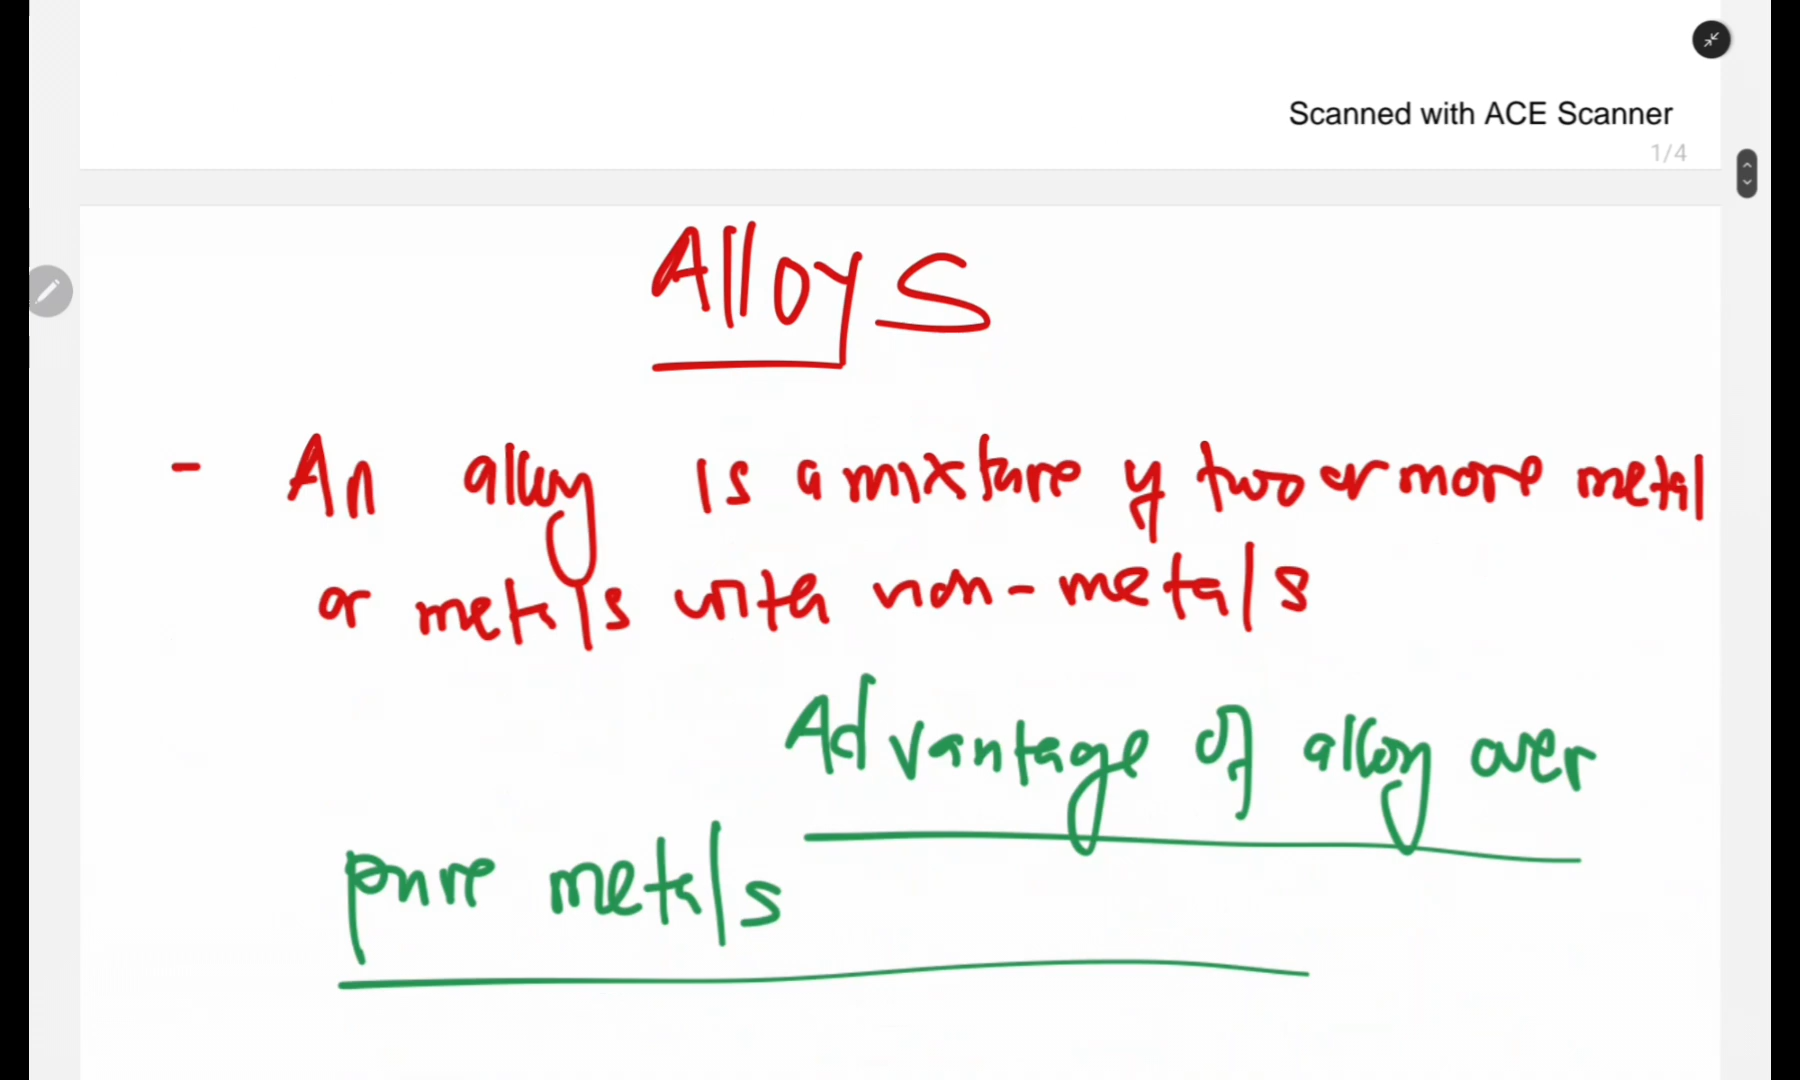 Scanned with ACE Scanner
1/4
Alloys
- An alloy is a mixture of two or more metal
or metals with non-metals
Advantage of alloy over
pure metals